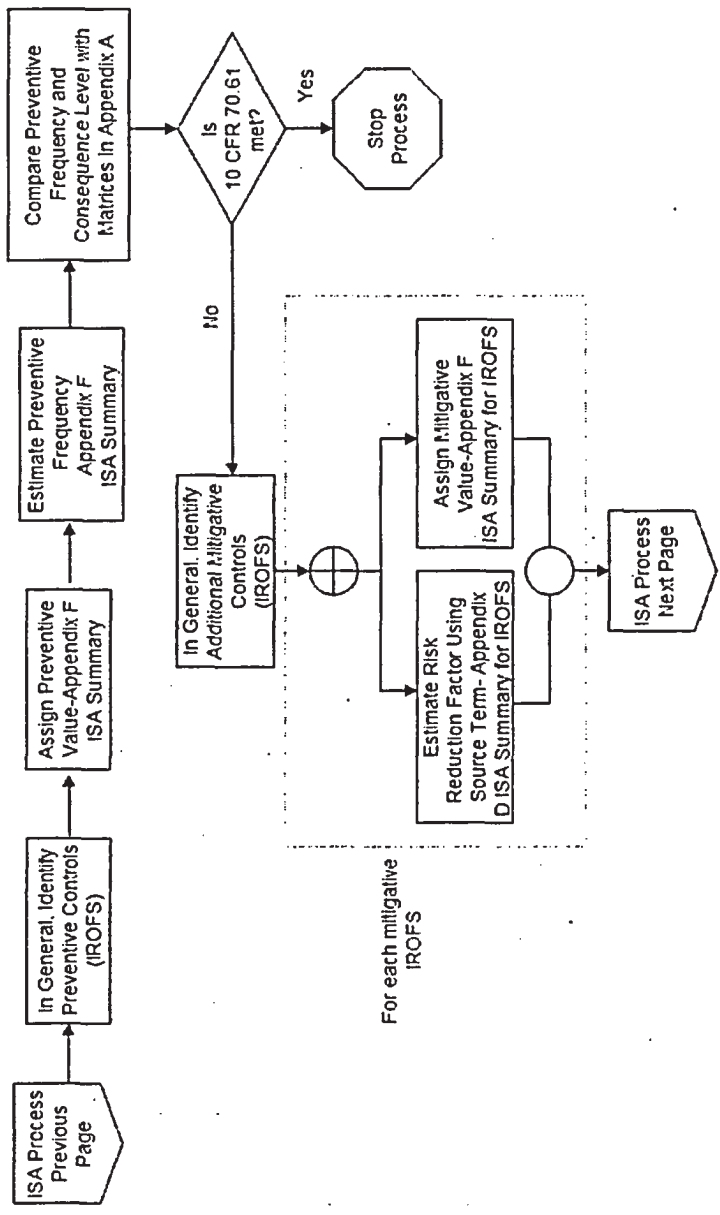 ISA Process
Previous
Page
In General, Identify
Preventive Controls
(IROFS)
Assign Preventive
Value-Appendix F
ISA Summary
Estimate Preventive
Frequency
Appendix F
ISA Summary
Compare Preventive
Frequency and
Consequence Level with
Matrices In Appendix A
Is
10 CFR 70.61
met?
Yes
Stop
Process
No
In General, Identify
Additional Mitigative
Controls
(IROFS)
For each mitigative
IROFS
Estimate Risk
Reduction Factor Using
Source Term- Appendix
D ISA Summary for IROFS
Assign Mitigative
Value-Appendix F
ISA Summary for IROFS
ISA Process
Next Page